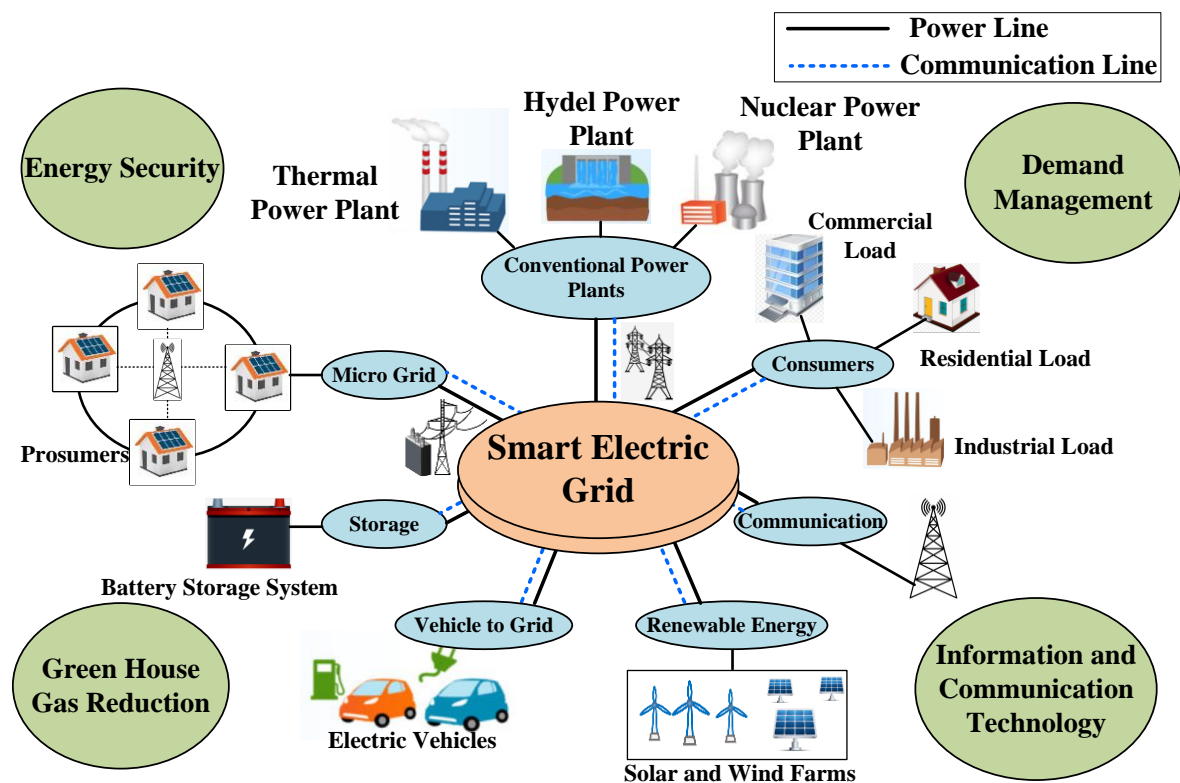 Power Line
Communication Line
Hydel Power
Plant
Nuclear Power
Plant
Energy Security
Thermal
Power Plant
Demand
Management
Commercial
Load
Conventional Power
Plants
Residential Load
Micro Grid
Consumers
Smart Electric
Grid
Prosumers
Industrial Load
Storage
Communication
Battery Storage System
Vehicle to Grid
Renewable Energy
Green House
Gas Reduction
Information and
Communication
Technology
Electric Vehicles
Solar and Wind Farms